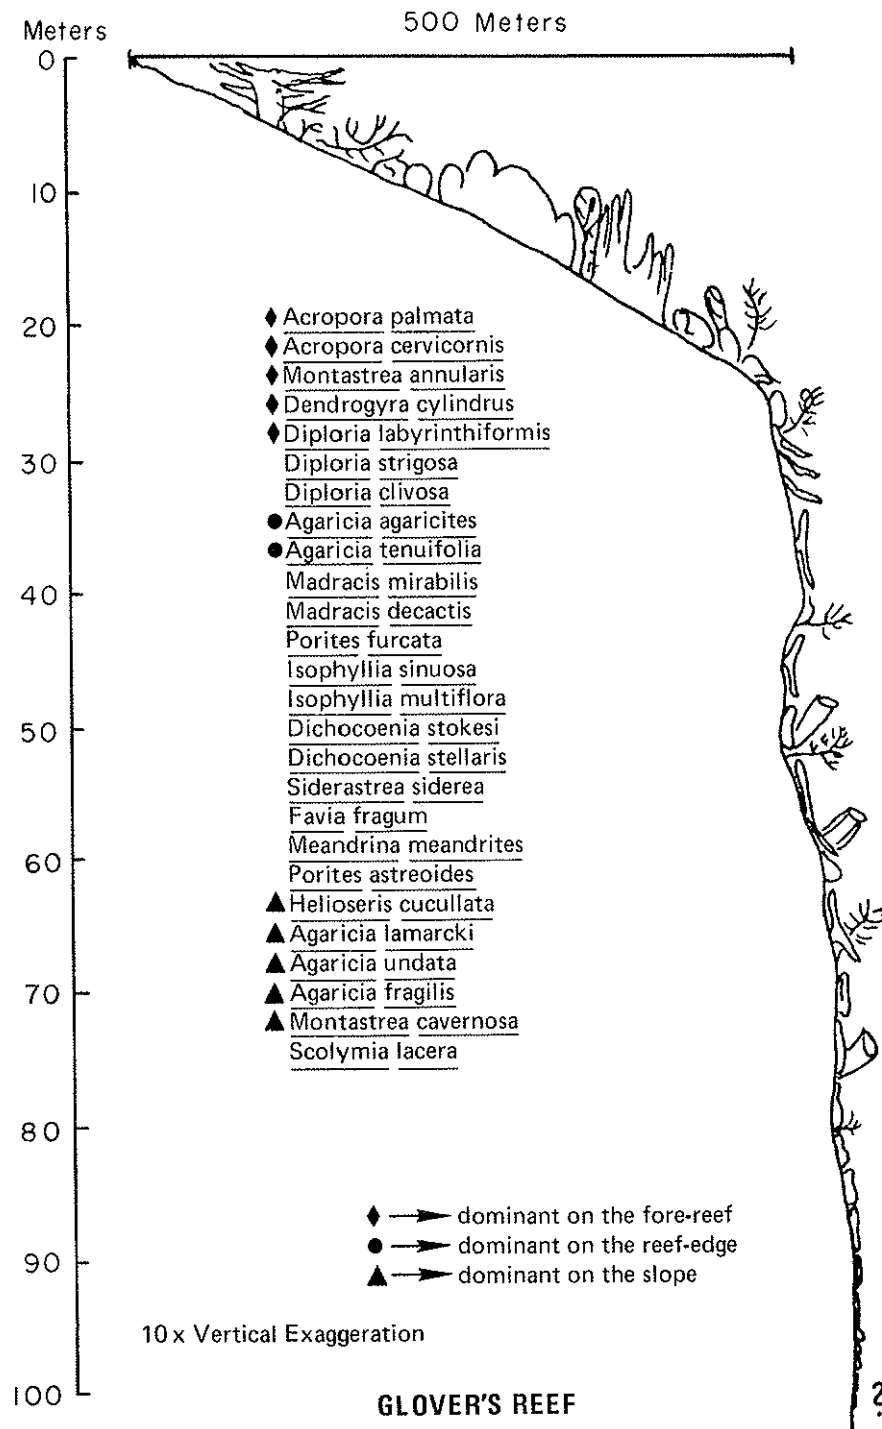 500 Meters
Meters
0
10
20
30
40
50
60
70
80
90
100
♦ Acropora palmata
♦ Acropora cervicornis
♦ Montastrea annularis
♦ Dendrogyra cylindrus
♦ Diploria labyrinthiformis
Diploria strigosa
Diploria clivosa
● Agaricia agaricites
● Agaricia tenuifolia
Madracis mirabilis
Madracis decactis
Porites furcata
Isophyllia sinuosa
Isophyllia multiflora
Dichocoenia stokesi
Dichocoenia stellaris
Siderastrea siderea
Favia fragum
Meandrina meandrites
Porites astreoides
▲ Helioseris cucullata
▲ Agaricia lamarcki
▲ Agaricia undata
▲ Agaricia fragilis
▲ Montastrea cavernosa
Scolymia lacera
♦ → dominant on the fore-reef
● → dominant on the reef-edge
▲ → dominant on the slope
10 x Vertical Exaggeration
GLOVER'S REEF
?